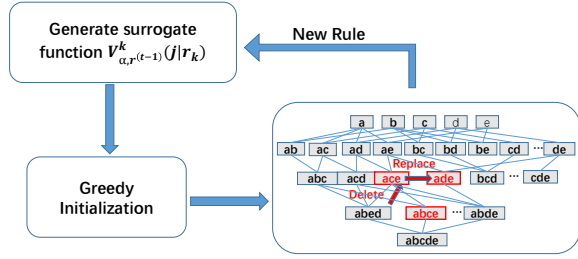 Generate surrogate
function V^k_{α,r^(t−1)}(j|r_k)
New Rule
Greedy
Initialization
a b c d e
ab ac ad ae bc bd be cd ··· de
Replace
abc acd ace ade bcd ··· cde
Delete
abed abce ··· abde
abcde